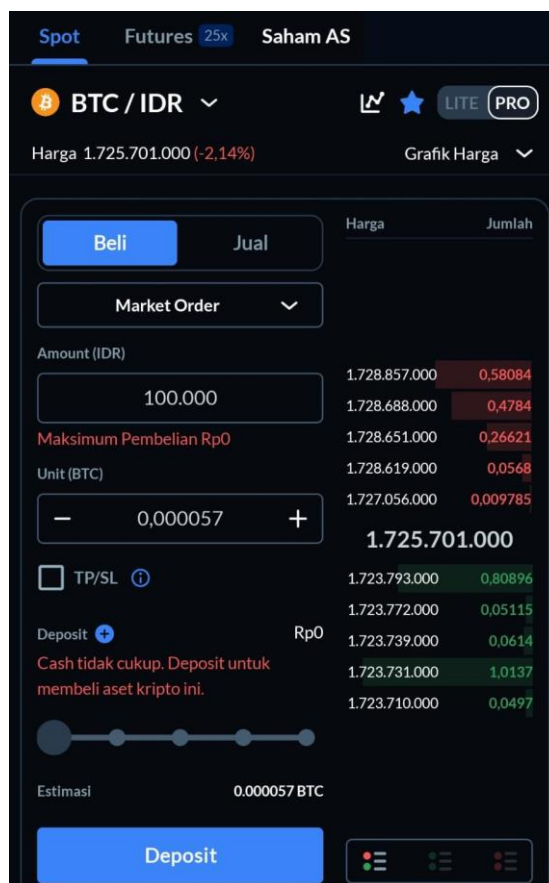 Spot Futures 25x Saham AS
BTC / IDR LITE PRO
Harga 1.725.701.000 (-2,14%) Grafik Harga
Beli Jual
Market Order
Amount (IDR)
100.000
Maksimum Pembelian Rp0
Unit (BTC)
− 0,000057 +
TP/SL
Deposit Rp0
Cash tidak cukup. Deposit untuk
membeli aset kripto ini.
Estimasi 0.000057 BTC
Deposit
Harga Jumlah
1.728.857.000 0,58084
1.728.688.000 0,4784
1.728.651.000 0,26621
1.728.619.000 0,0568
1.727.056.000 0,009785
1.725.701.000
1.723.793.000 0,80896
1.723.772.000 0,05115
1.723.739.000 0,0614
1.723.731.000 1,0137
1.723.710.000 0,0497